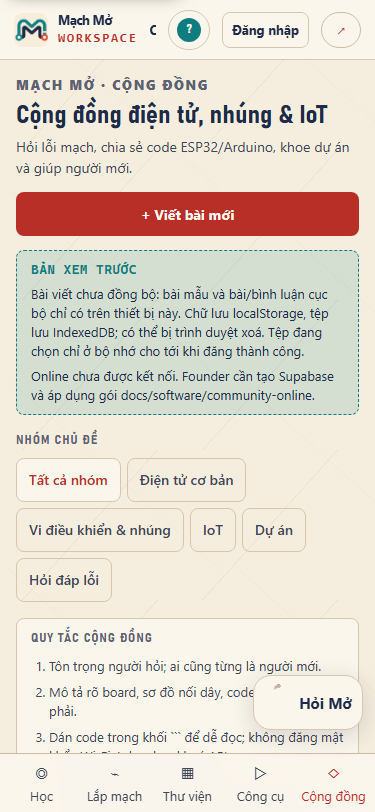 Mạch Mở
WORKSPACE
C
?
Đăng nhập
MẠCH MỞ · CỘNG ĐỒNG
Cộng đồng điện tử, nhúng & IoT
Hỏi lỗi mạch, chia sẻ code ESP32/Arduino, khoe dự án
và giúp người mới.
+ Viết bài mới
BẢN XEM TRƯỚC
Bài viết chưa đồng bộ: bài mẫu và bài/bình luận cục
bộ chỉ có trên thiết bị này. Chữ lưu localStorage, tệp
lưu IndexedDB; có thể bị trình duyệt xoá. Tệp đang
chọn chỉ ở bộ nhớ cho tới khi đăng thành công.
Online chưa được kết nối. Founder cần tạo Supabase
và áp dụng gói docs/software/community-online.
NHÓM CHỦ ĐỀ
Tất cả nhóm
Điện tử cơ bản
Vi điều khiển & nhúng
IoT
Dự án
Hỏi đáp lỗi
QUY TẮC CỘNG ĐỒNG
1. Tôn trọng người hỏi; ai cũng từng là người mới.
2. Mô tả rõ board, sơ đồ nối dây, code
phải.
3. Dán code trong khối ``` để dễ đọc; không đăng mật
Hỏi Mở
Học
Lắp mạch
Thư viện
Công cụ
Cộng đồng